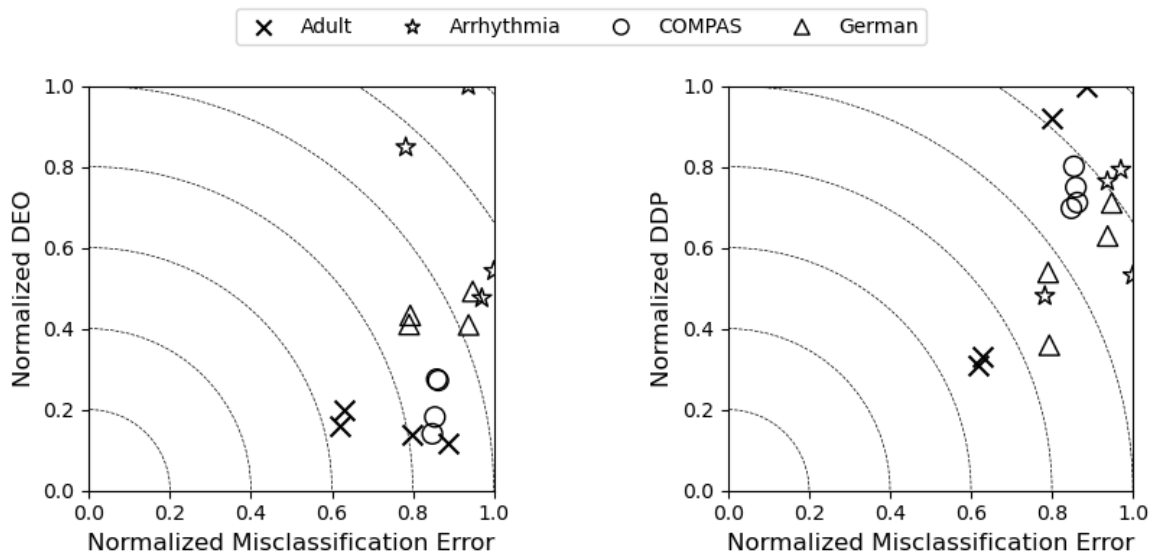 Adult Arrhythmia COMPAS German
1.0
0.8
0.6
0.4
0.2
0.0
Normalized DEO
0.0 0.2 0.4 0.6 0.8 1.0
Normalized Misclassification Error
1.0
0.8
0.6
0.4
0.2
0.0
Normalized DDP
0.0 0.2 0.4 0.6 0.8 1.0
Normalized Misclassification Error